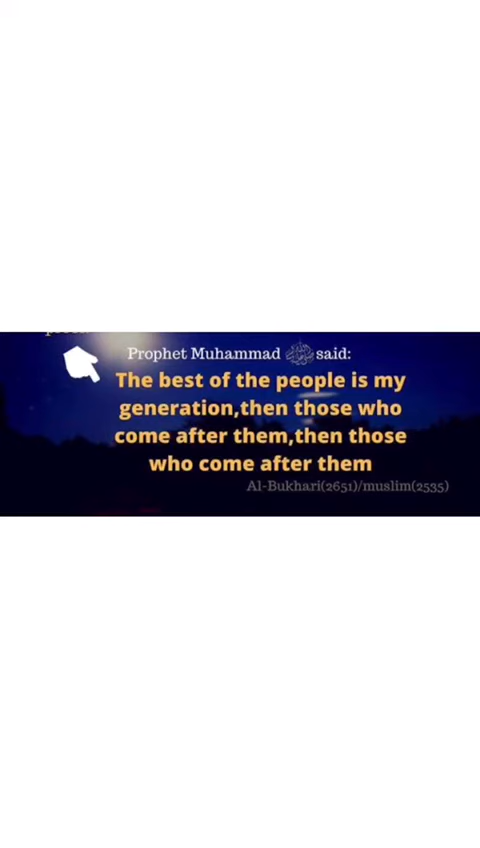 Prophet Muhammad ﷺ said:
The best of the people is my
generation,then those who
come after them,then those
who come after them
Al-Bukhari(2651)/muslim(2535)